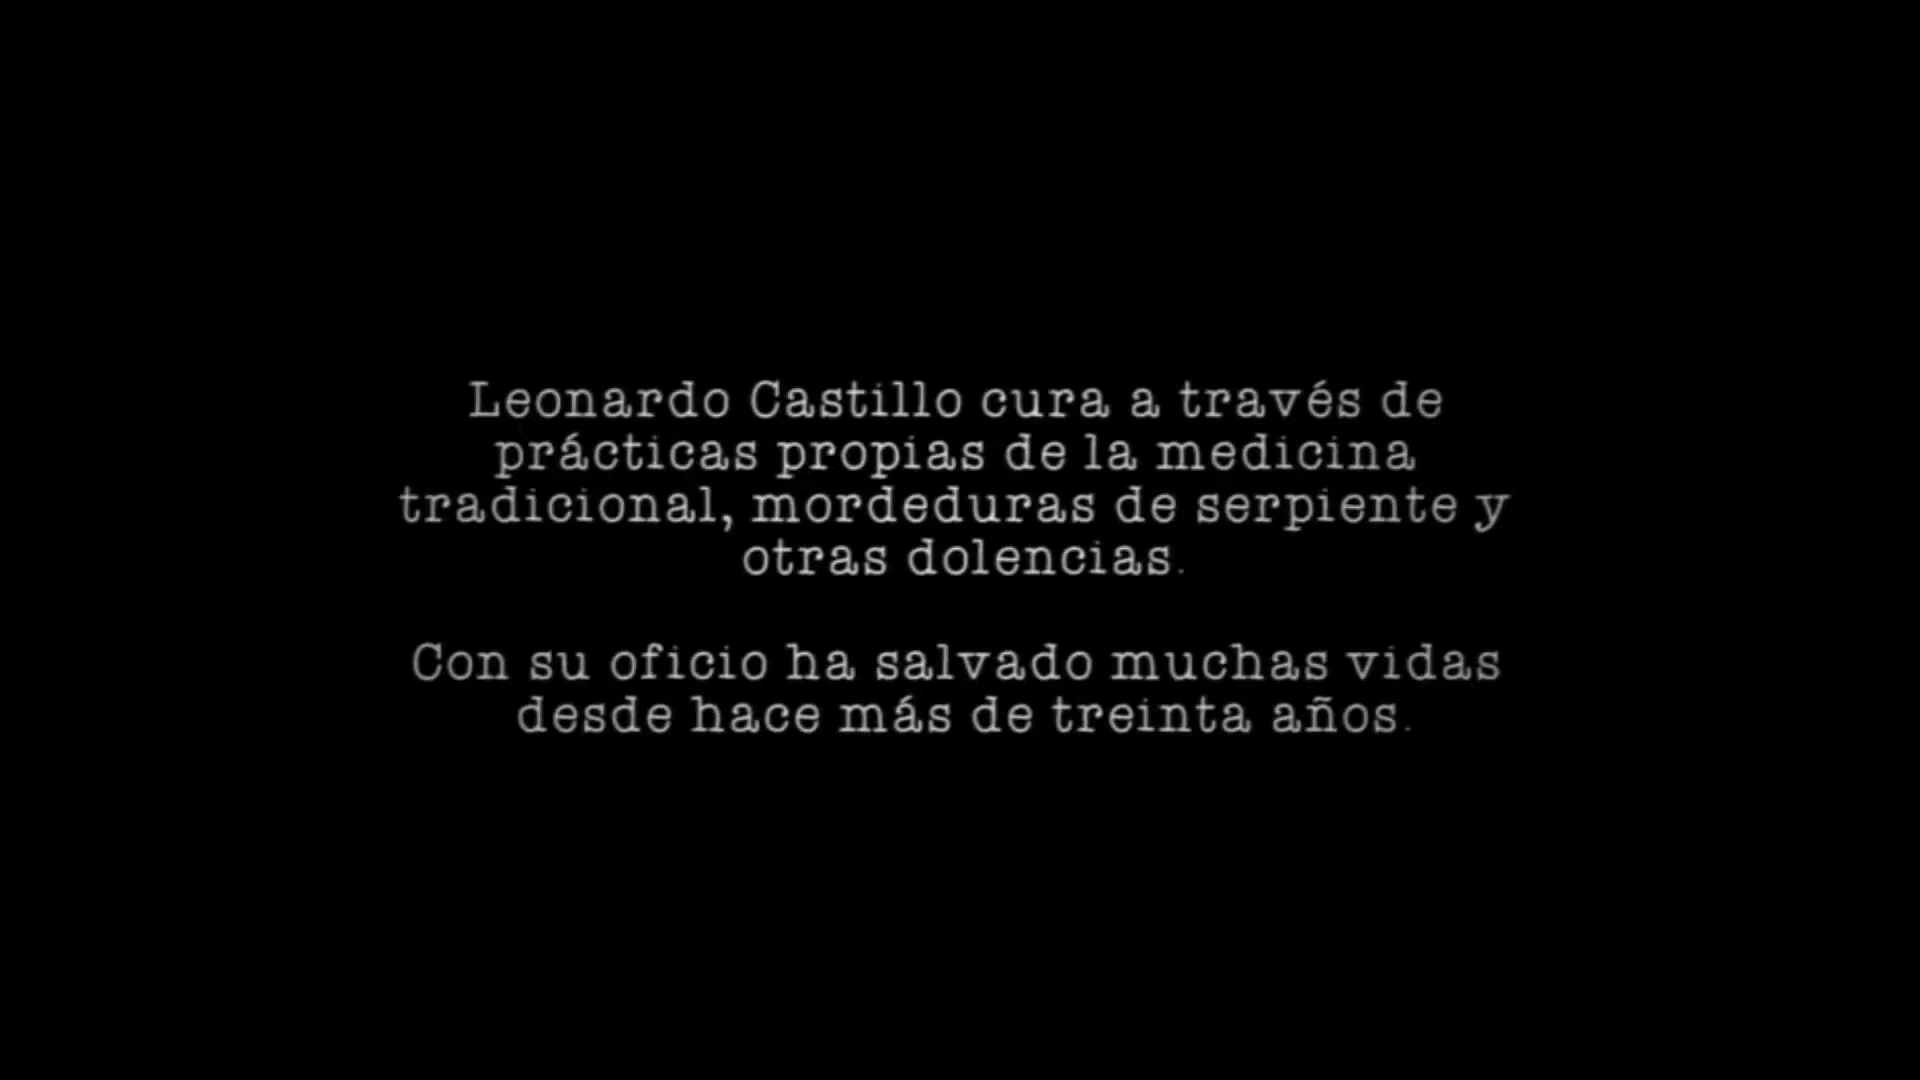 Leonardo Castillo cura a través de
prácticas propias de la medicina
tradicional, mordeduras de serpiente y
otras dolencias.
Con su oficio ha salvado muchas vidas
desde hace más de treinta años.